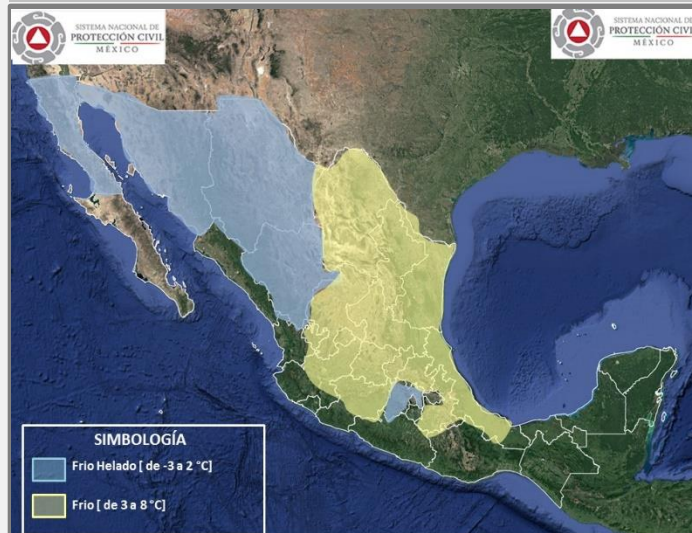 SISTEMA NACIONAL DE
PROTECCIÓN CIVIL
MÉXICO
SISTEMA NACIONAL DE
PROTECCIÓN CIVIL
MÉXICO
SIMBOLOGÍA
Frio Helado [ de -3 a 2 °C]
Frio [ de 3 a 8 °C]